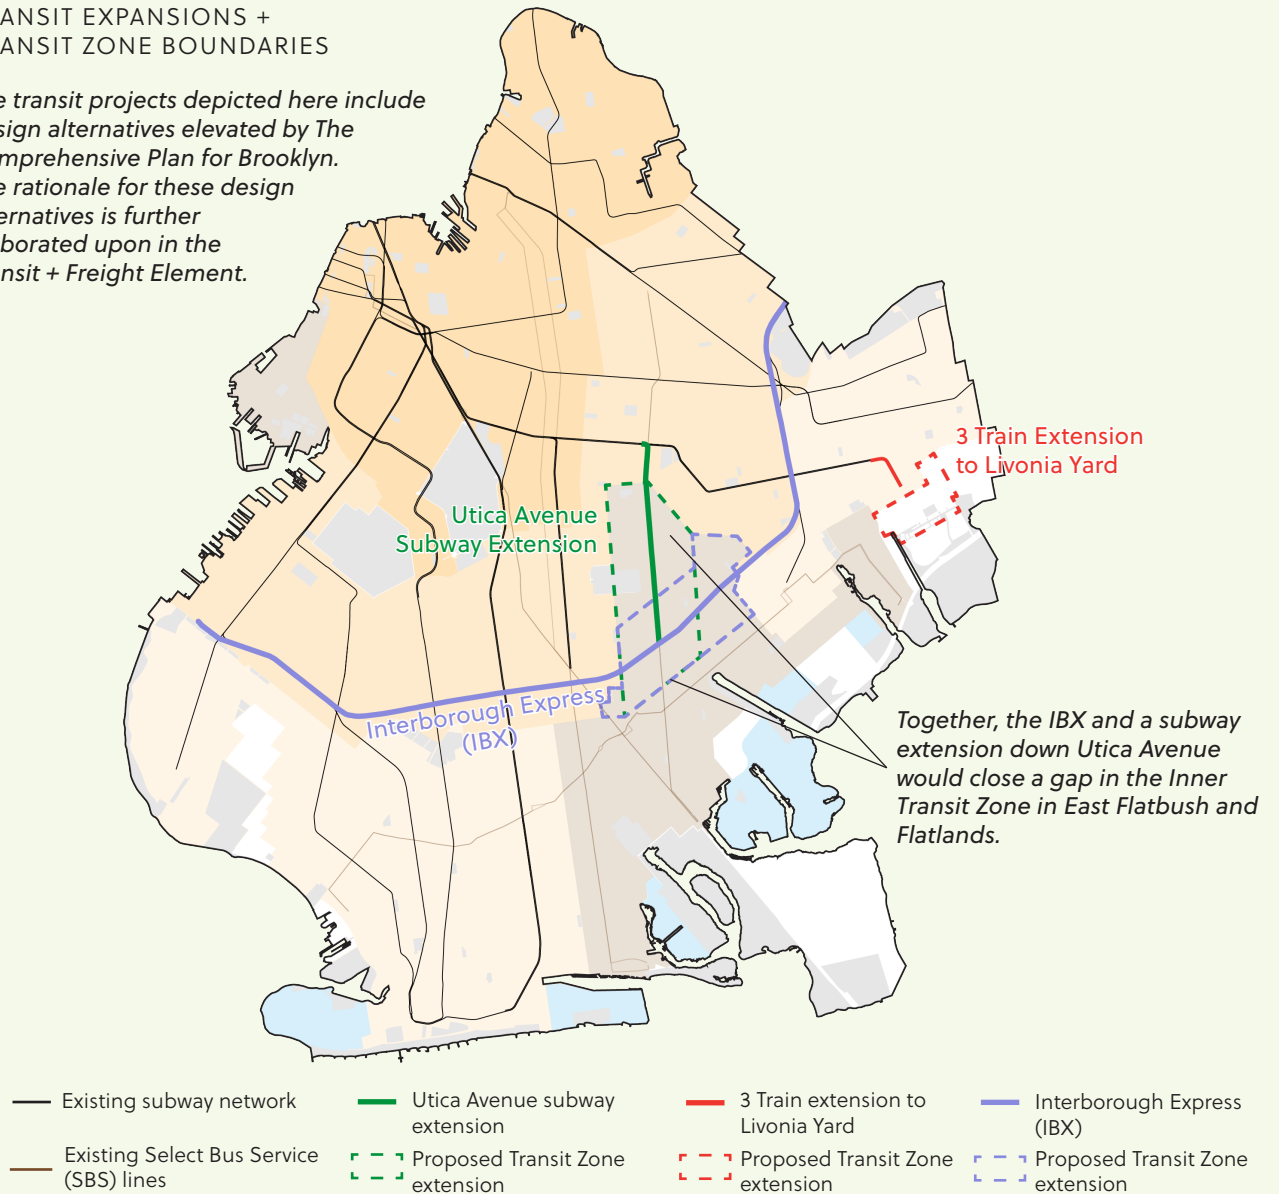 ANSIT EXPANSIONS +
ANSIT ZONE BOUNDARIES
e transit projects depicted here include
sign alternatives elevated by The
mprehensive Plan for Brooklyn.
e rationale for these design
ernatives is further
borated upon in the
nsit + Freight Element.
3 Train Extension
to Livonia Yard
Utica Avenue
Subway Extension
Interborough Express
(IBX)
Together, the IBX and a subway
extension down Utica Avenue
would close a gap in the Inner
Transit Zone in East Flatbush and
Flatlands.
Existing subway network
Existing Select Bus Service
(SBS) lines
Utica Avenue subway
extension
Proposed Transit Zone
extension
3 Train extension to
Livonia Yard
Proposed Transit Zone
extension
Interborough Express
(IBX)
Proposed Transit Zone
extension